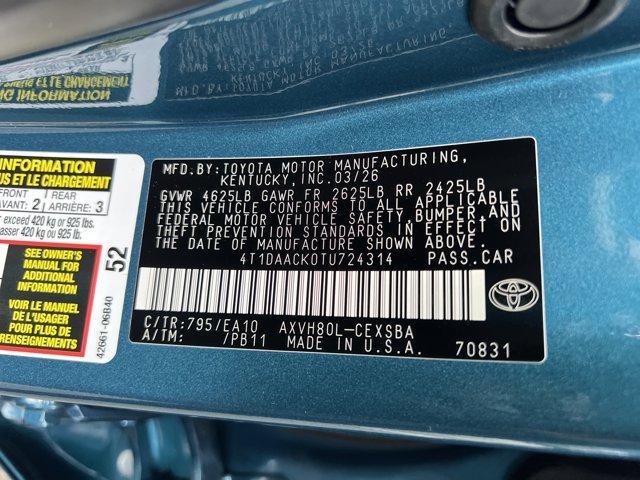 MFD.BY:TOYOTA MOTOR MANUFACTURING,
KENTUCKY, INC.03/26
GVWR 4625LB GAWR FR 2625LB RR 2425LB
THIS VEHICLE CONFORMS TO ALL APPLICABLE
FEDERAL MOTOR VEHICLE SAFETY,BUMPER,AND
THEFT PREVENTION STANDARDS IN EFFECT ON
THE DATE OF MANUFACTURE SHOWN ABOVE.
4T1DAACK0TU724314 PASS.CAR
C/TR:795/EA10 AXVH80L-CEXSBA
A/TM: /PB11 MADE IN U.S.A. 70831
TOYOTA
INFORMATION
US ET LE CHARGEMENT
FRONT REAR
AVANT: 2 ARRIÈRE: 3
exceed 420 kg or 925 lbs.
passer 420 kg ou 925 lb.
SEE OWNER'S
MANUAL FOR
ADDITIONAL
INFORMATION
VOIR LE MANUEL
DE L'USAGER
POUR PLUS DE
RENSEIGNEMENTS
52
42661-06B40